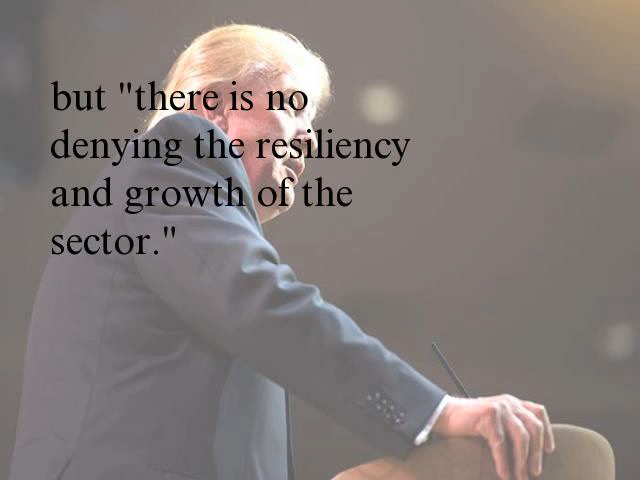 but "there is no
denying the resiliency
and growth of the
sector."